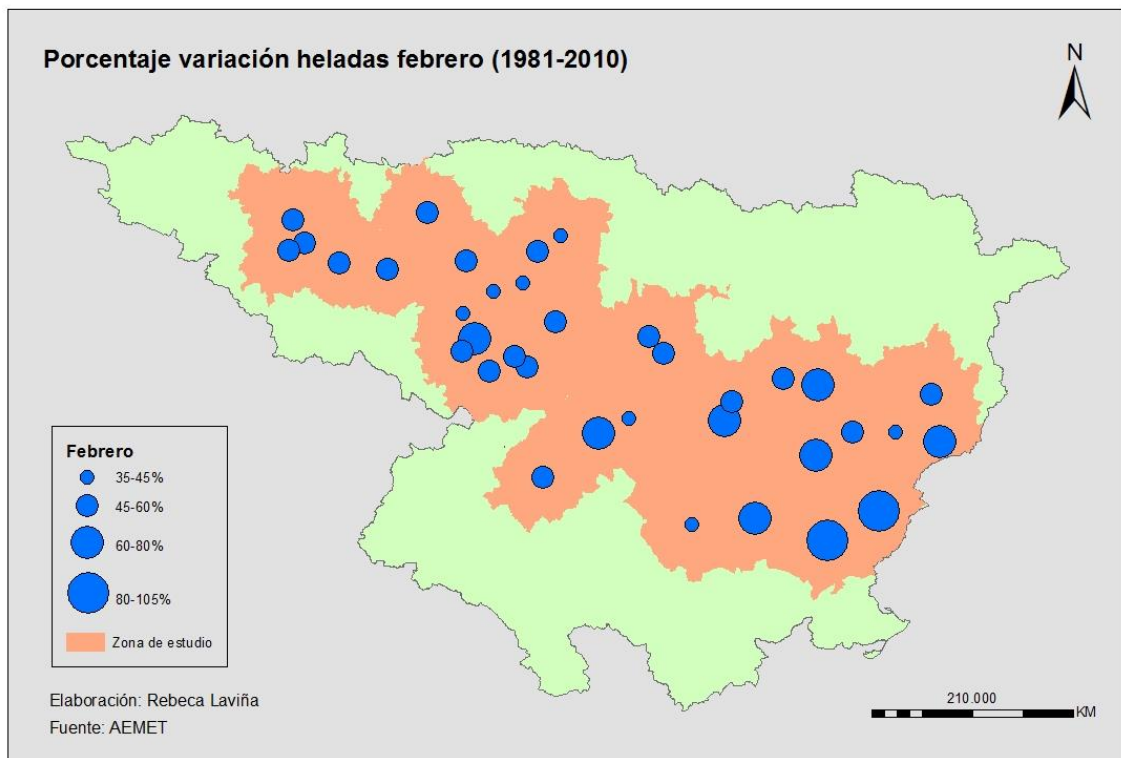 Porcentaje variación heladas febrero (1981-2010)
N
Febrero
35-45%
45-60%
60-80%
80-105%
Zona de estudio
Elaboración: Rebeca Laviña
Fuente: AEMET
210.000
KM